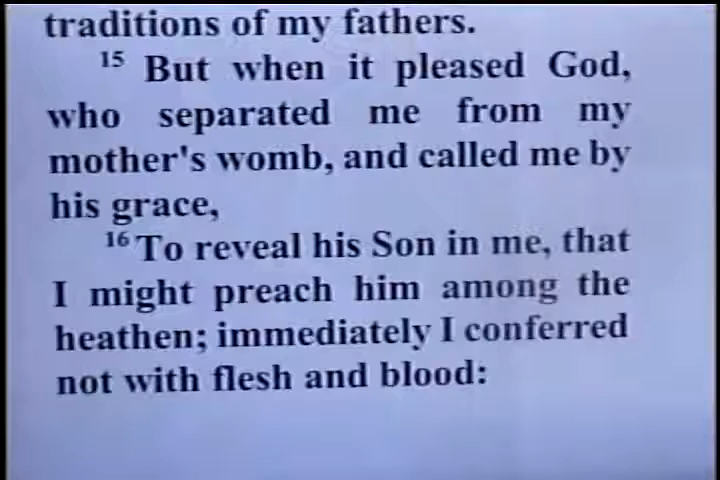 traditions of my fathers.
15 But when it pleased God,
who separated me from my
mother's womb, and called me by
his grace,
16 To reveal his Son in me, that
I might preach him among the
heathen; immediately I conferred
not with flesh and blood: